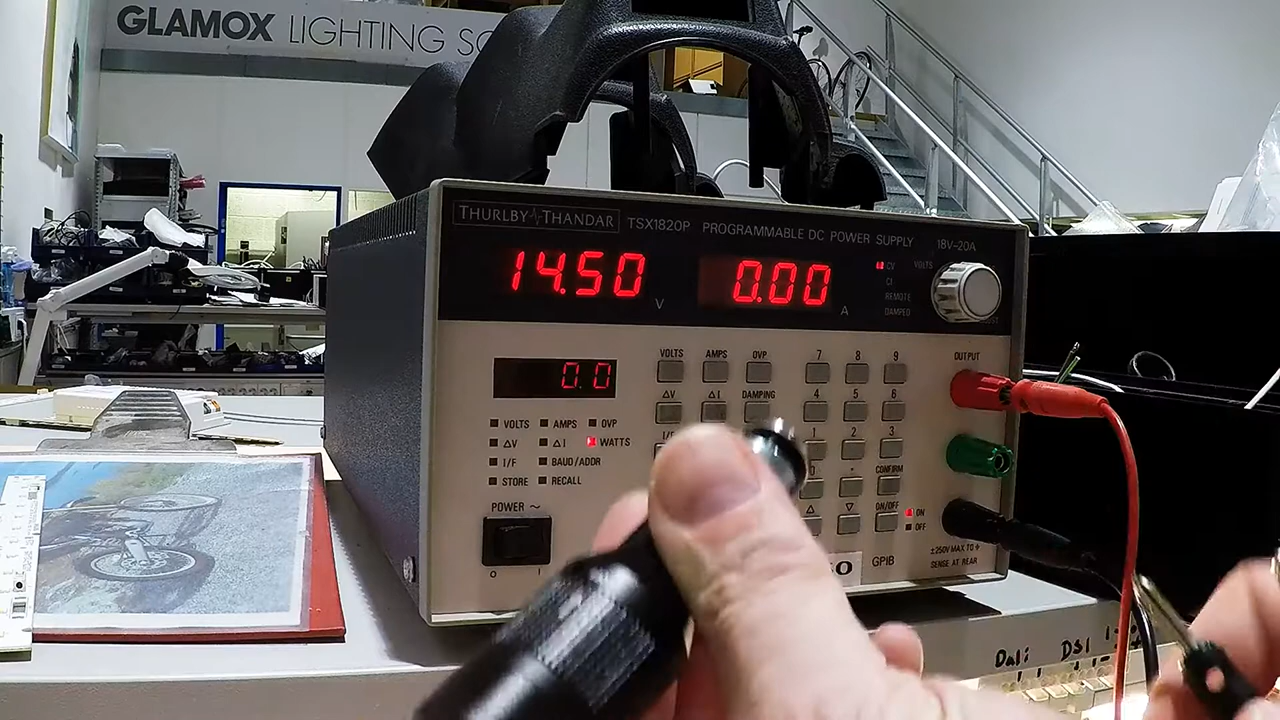 GLAMOX LIGHTING SO
THURLBY THANDAR TSX1820P PROGRAMMABLE DC POWER SUPPLY 18V-20A
14.50 V 0.00 A
CV VOLTS
CI
REMOTE
DAMPED
OUTPUT
0.0
VOLTS AMPS OVP 7 8 9
ΔV ΔI DAMPING 4 5 6
1 2 3
VOLTS AMPS OVP
ΔV ΔI WATTS
I/F BAUD/ADDR
STORE RECALL
CONFIRM
Δ ∇ ON/OFF ON
OFF
POWER ~
O I
GPIB
±250V MAX TO
SENSE AT REAR
Dali DSI